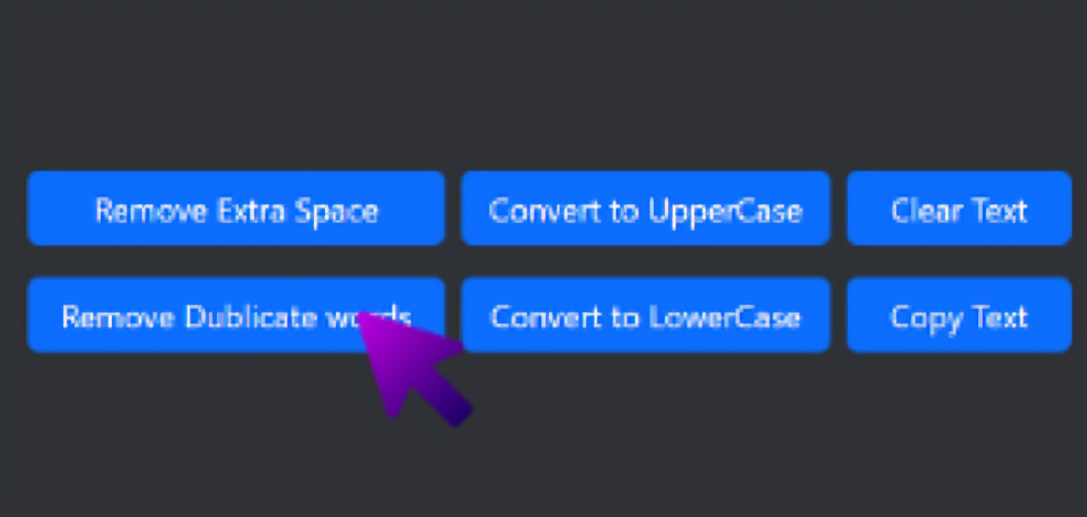 Remove Extra Space
Convert to UpperCase
Clear Text
Remove Dublicate words
Convert to LowerCase
Copy Text